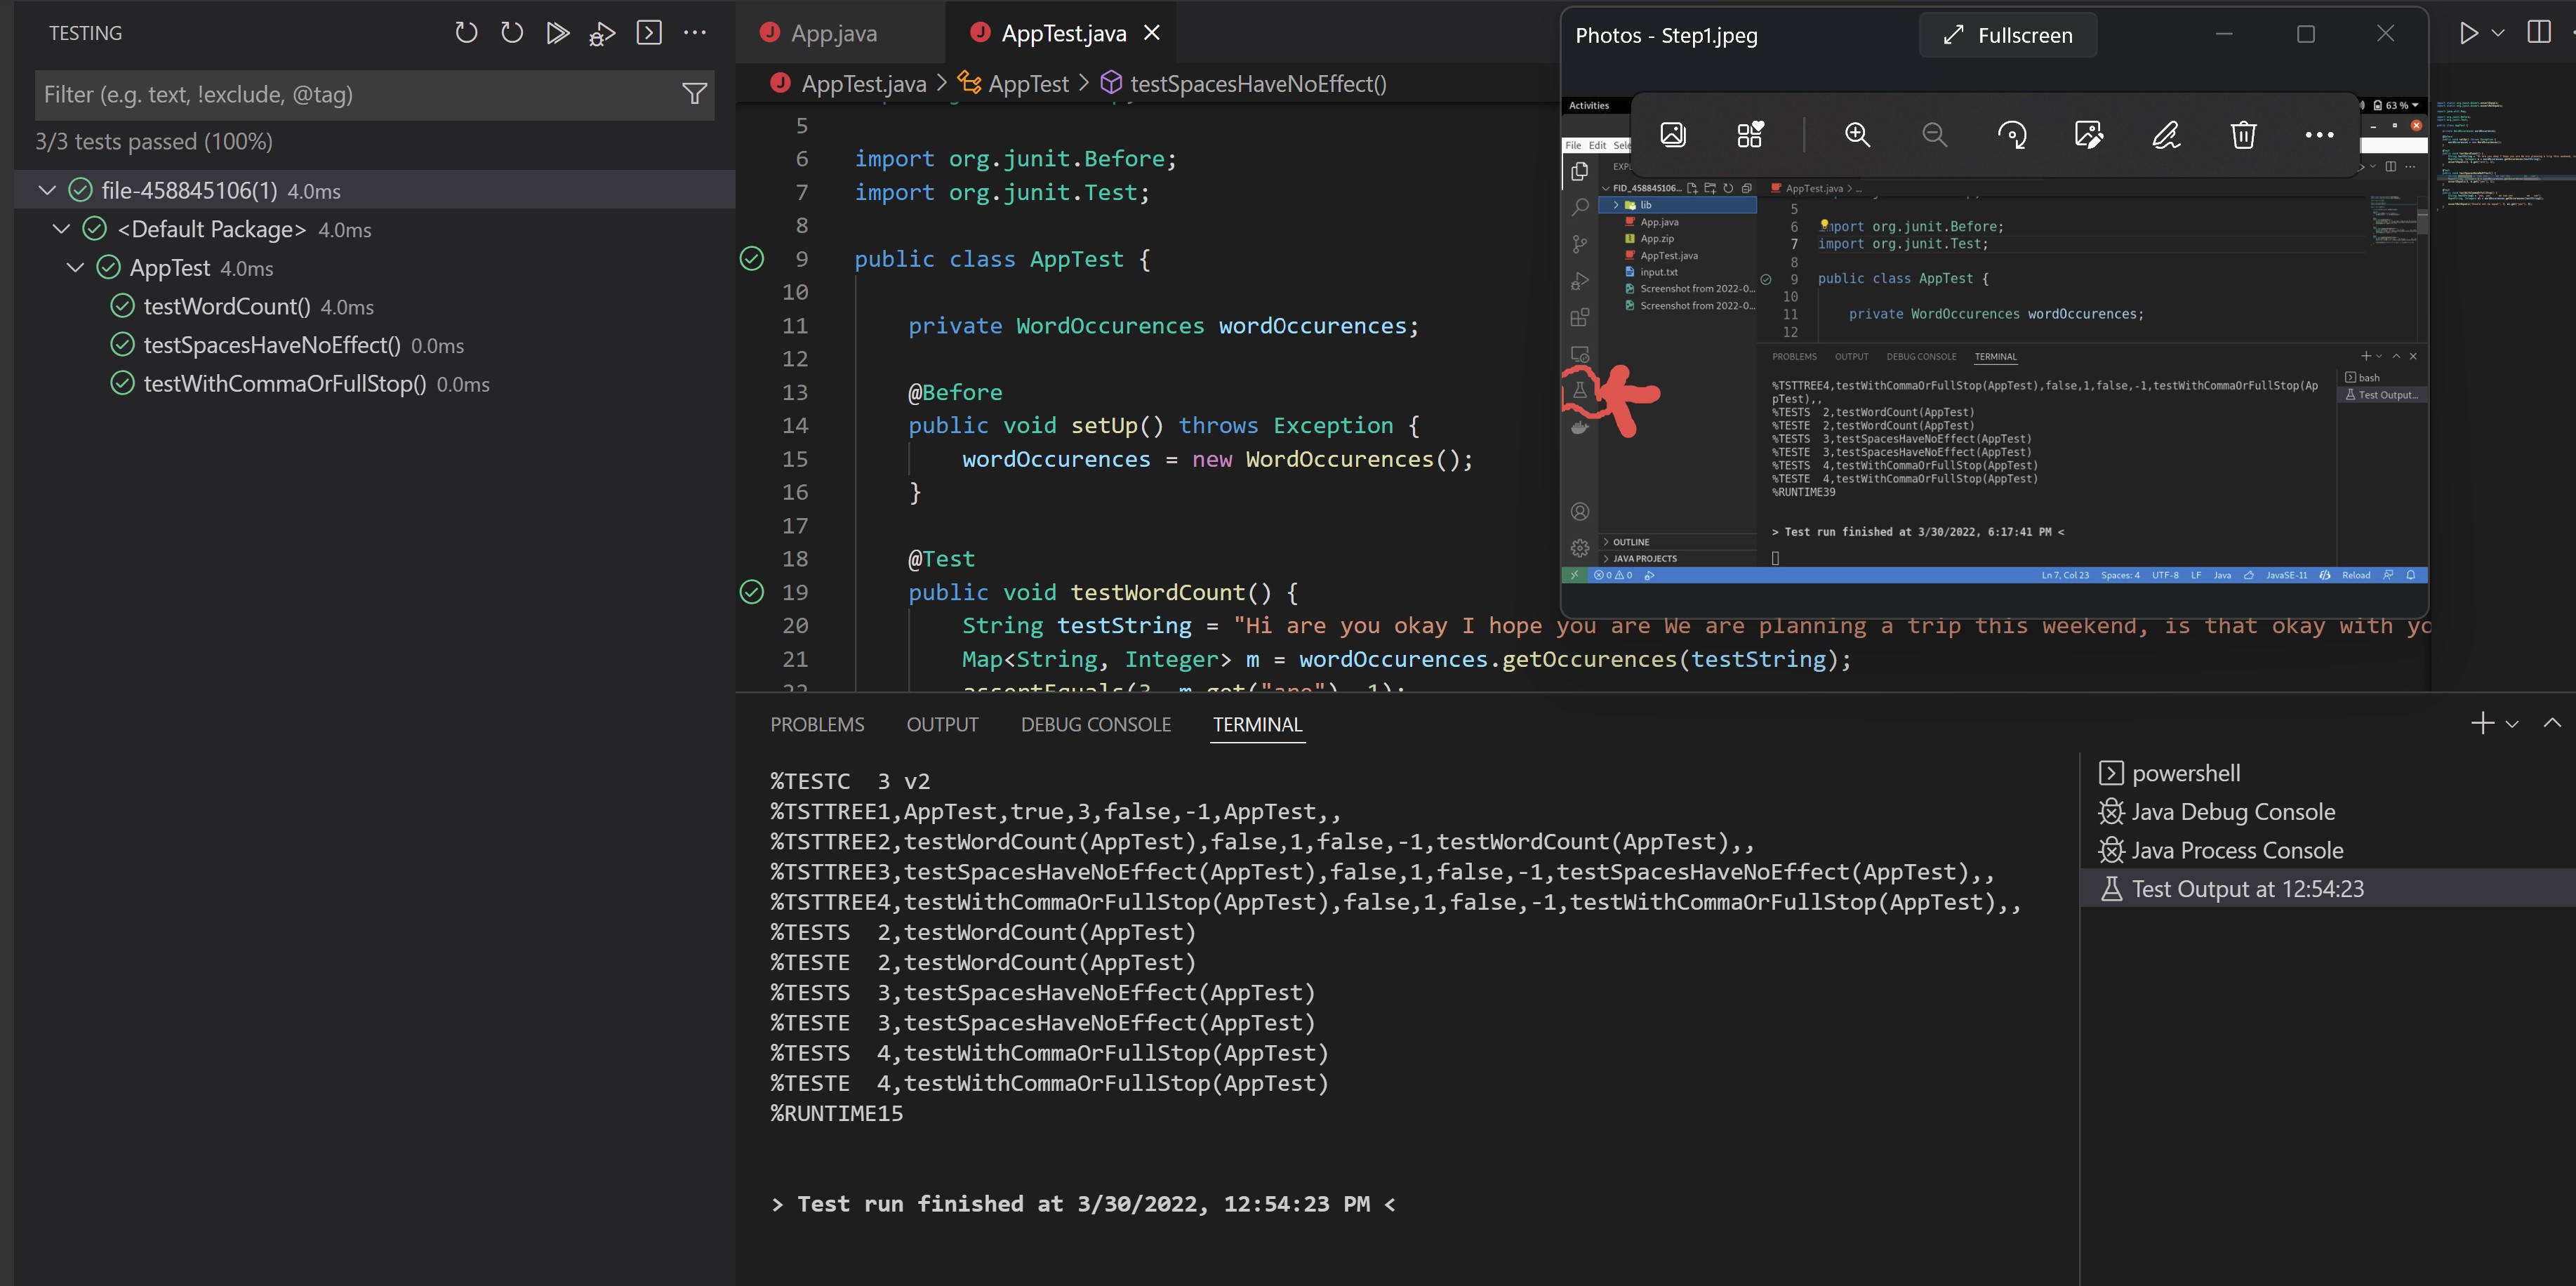 TESTING
Filter (e.g. text, !exclude, @tag)
3/3 tests passed (100%)
file-458845106(1) 4.0ms
<Default Package> 4.0ms
AppTest 4.0ms
testWordCount() 4.0ms
testSpacesHaveNoEffect() 0.0ms
testWithCommaOrFullStop() 0.0ms
App.java
AppTest.java
AppTest.java > AppTest > testSpacesHaveNoEffect()
5
6 import org.junit.Before;
7 import org.junit.Test;
8
9 public class AppTest {
10
11 private WordOccurences wordOccurences;
12
13 @Before
14 public void setUp() throws Exception {
15 wordOccurences = new WordOccurences();
16 }
17
18 @Test
19 public void testWordCount() {
20 String testString = "Hi are you okay I hope you are We are planning a trip this weekend, is that okay with yo
21 Map<String, Integer> m = wordOccurences.getOccurences(testString);
22 assertEquals(3, m.get("are"), 1);
Photos - Step1.jpeg
Fullscreen
Activities
63 %
File Edit Sele
EXP
FID_458845106...
lib
App.java
App.zip
AppTest.java
input.txt
Screenshot from 2022-0...
Screenshot from 2022-0...
OUTLINE
JAVA PROJECTS
AppTest.java > ...
5
6 import org.junit.Before;
7 import org.junit.Test;
8
9 public class AppTest {
10
11 private WordOccurences wordOccurences;
12
PROBLEMS OUTPUT DEBUG CONSOLE TERMINAL
%TSTTREE4,testWithCommaOrFullStop(AppTest),false,1,false,-1,testWithCommaOrFullStop(Ap
pTest),,
%TESTS 2,testWordCount(AppTest)
%TESTE 2,testWordCount(AppTest)
%TESTS 3,testSpacesHaveNoEffect(AppTest)
%TESTE 3,testSpacesHaveNoEffect(AppTest)
%TESTS 4,testWithCommaOrFullStop(AppTest)
%TESTE 4,testWithCommaOrFullStop(AppTest)
%RUNTIME39
> Test run finished at 3/30/2022, 6:17:41 PM <
bash
Test Output...
0 0
Ln 7, Col 23 Spaces: 4 UTF-8 LF Java JavaSE-11 Reload
PROBLEMS OUTPUT DEBUG CONSOLE TERMINAL
%TESTC 3 v2
%TSTTREE1,AppTest,true,3,false,-1,AppTest,,
%TSTTREE2,testWordCount(AppTest),false,1,false,-1,testWordCount(AppTest),,
%TSTTREE3,testSpacesHaveNoEffect(AppTest),false,1,false,-1,testSpacesHaveNoEffect(AppTest),,
%TSTTREE4,testWithCommaOrFullStop(AppTest),false,1,false,-1,testWithCommaOrFullStop(AppTest),,
%TESTS 2,testWordCount(AppTest)
%TESTE 2,testWordCount(AppTest)
%TESTS 3,testSpacesHaveNoEffect(AppTest)
%TESTE 3,testSpacesHaveNoEffect(AppTest)
%TESTS 4,testWithCommaOrFullStop(AppTest)
%TESTE 4,testWithCommaOrFullStop(AppTest)
%RUNTIME15
> Test run finished at 3/30/2022, 12:54:23 PM <
powershell
Java Debug Console
Java Process Console
Test Output at 12:54:23